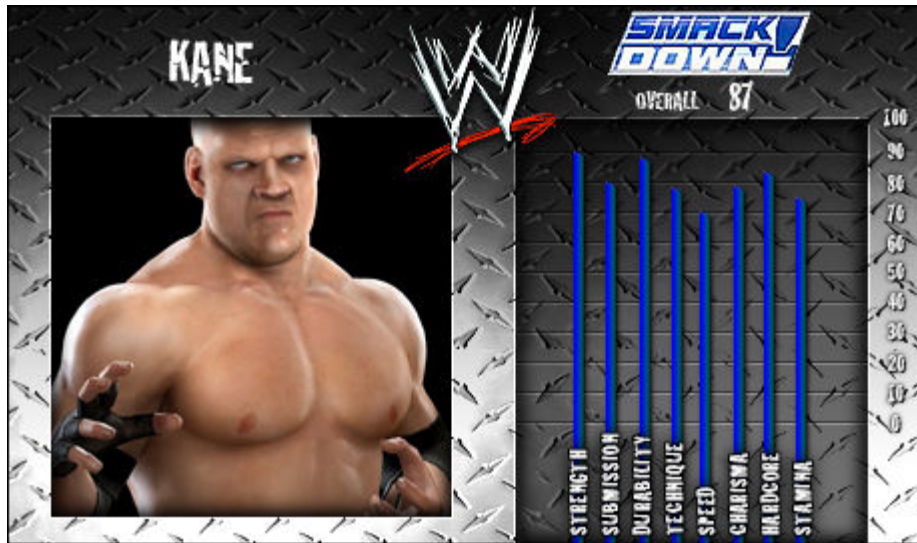 KANE
W
SMACK
DOWN!
OVERALL 87
100
90
80
70
60
50
40
30
20
10
0
STRENGTH
SUBMISSION
DURABILITY
TECHNIQUE
SPEED
CHARISMA
HARDCORE
STAMINA